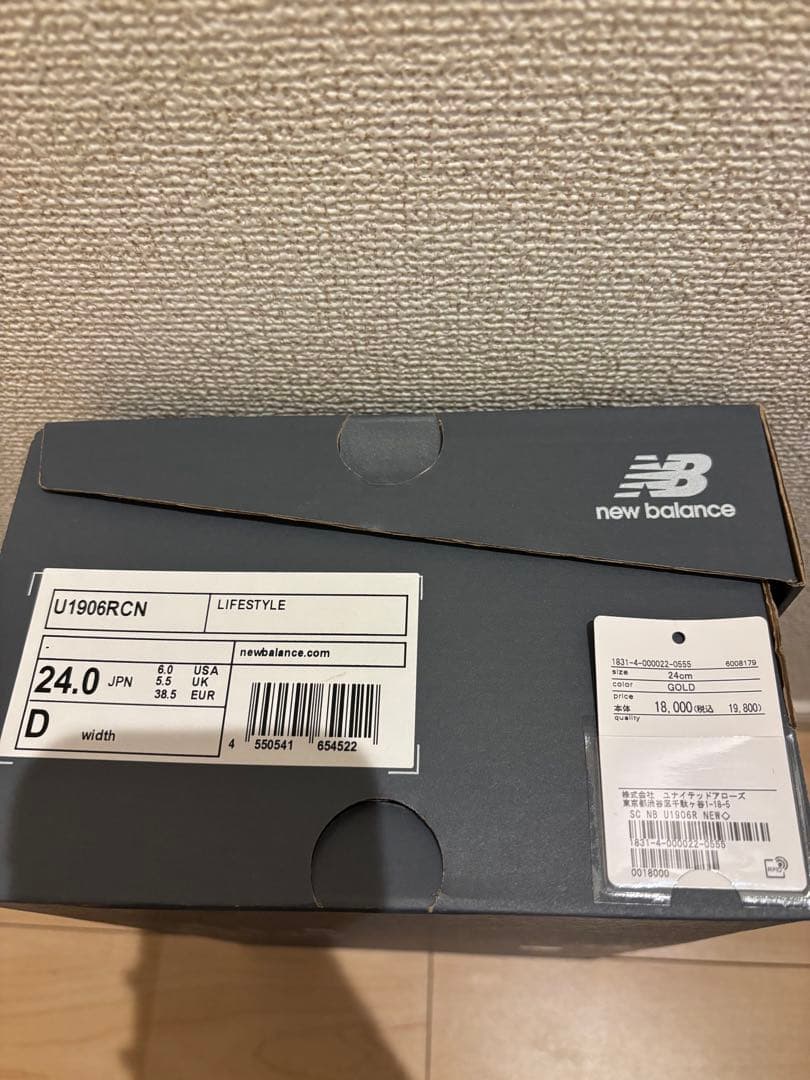 NB
new balance
U1906RCN
LIFESTYLE
-
newbalance.com
24.0 JPN
6.0 USA
5.5 UK
38.5 EUR
D width
4 550541 654522
1831-4-000022-0555 6008179
size 24cm
color GOLD
price
本体 18,000(税込 19,800)
quality
株式会社 ユナイテッドアローズ
東京都渋谷区千駄ヶ谷1-18-5
SC NB U1906R NEW◇
1831-4-000022-0555
0018000
RFID